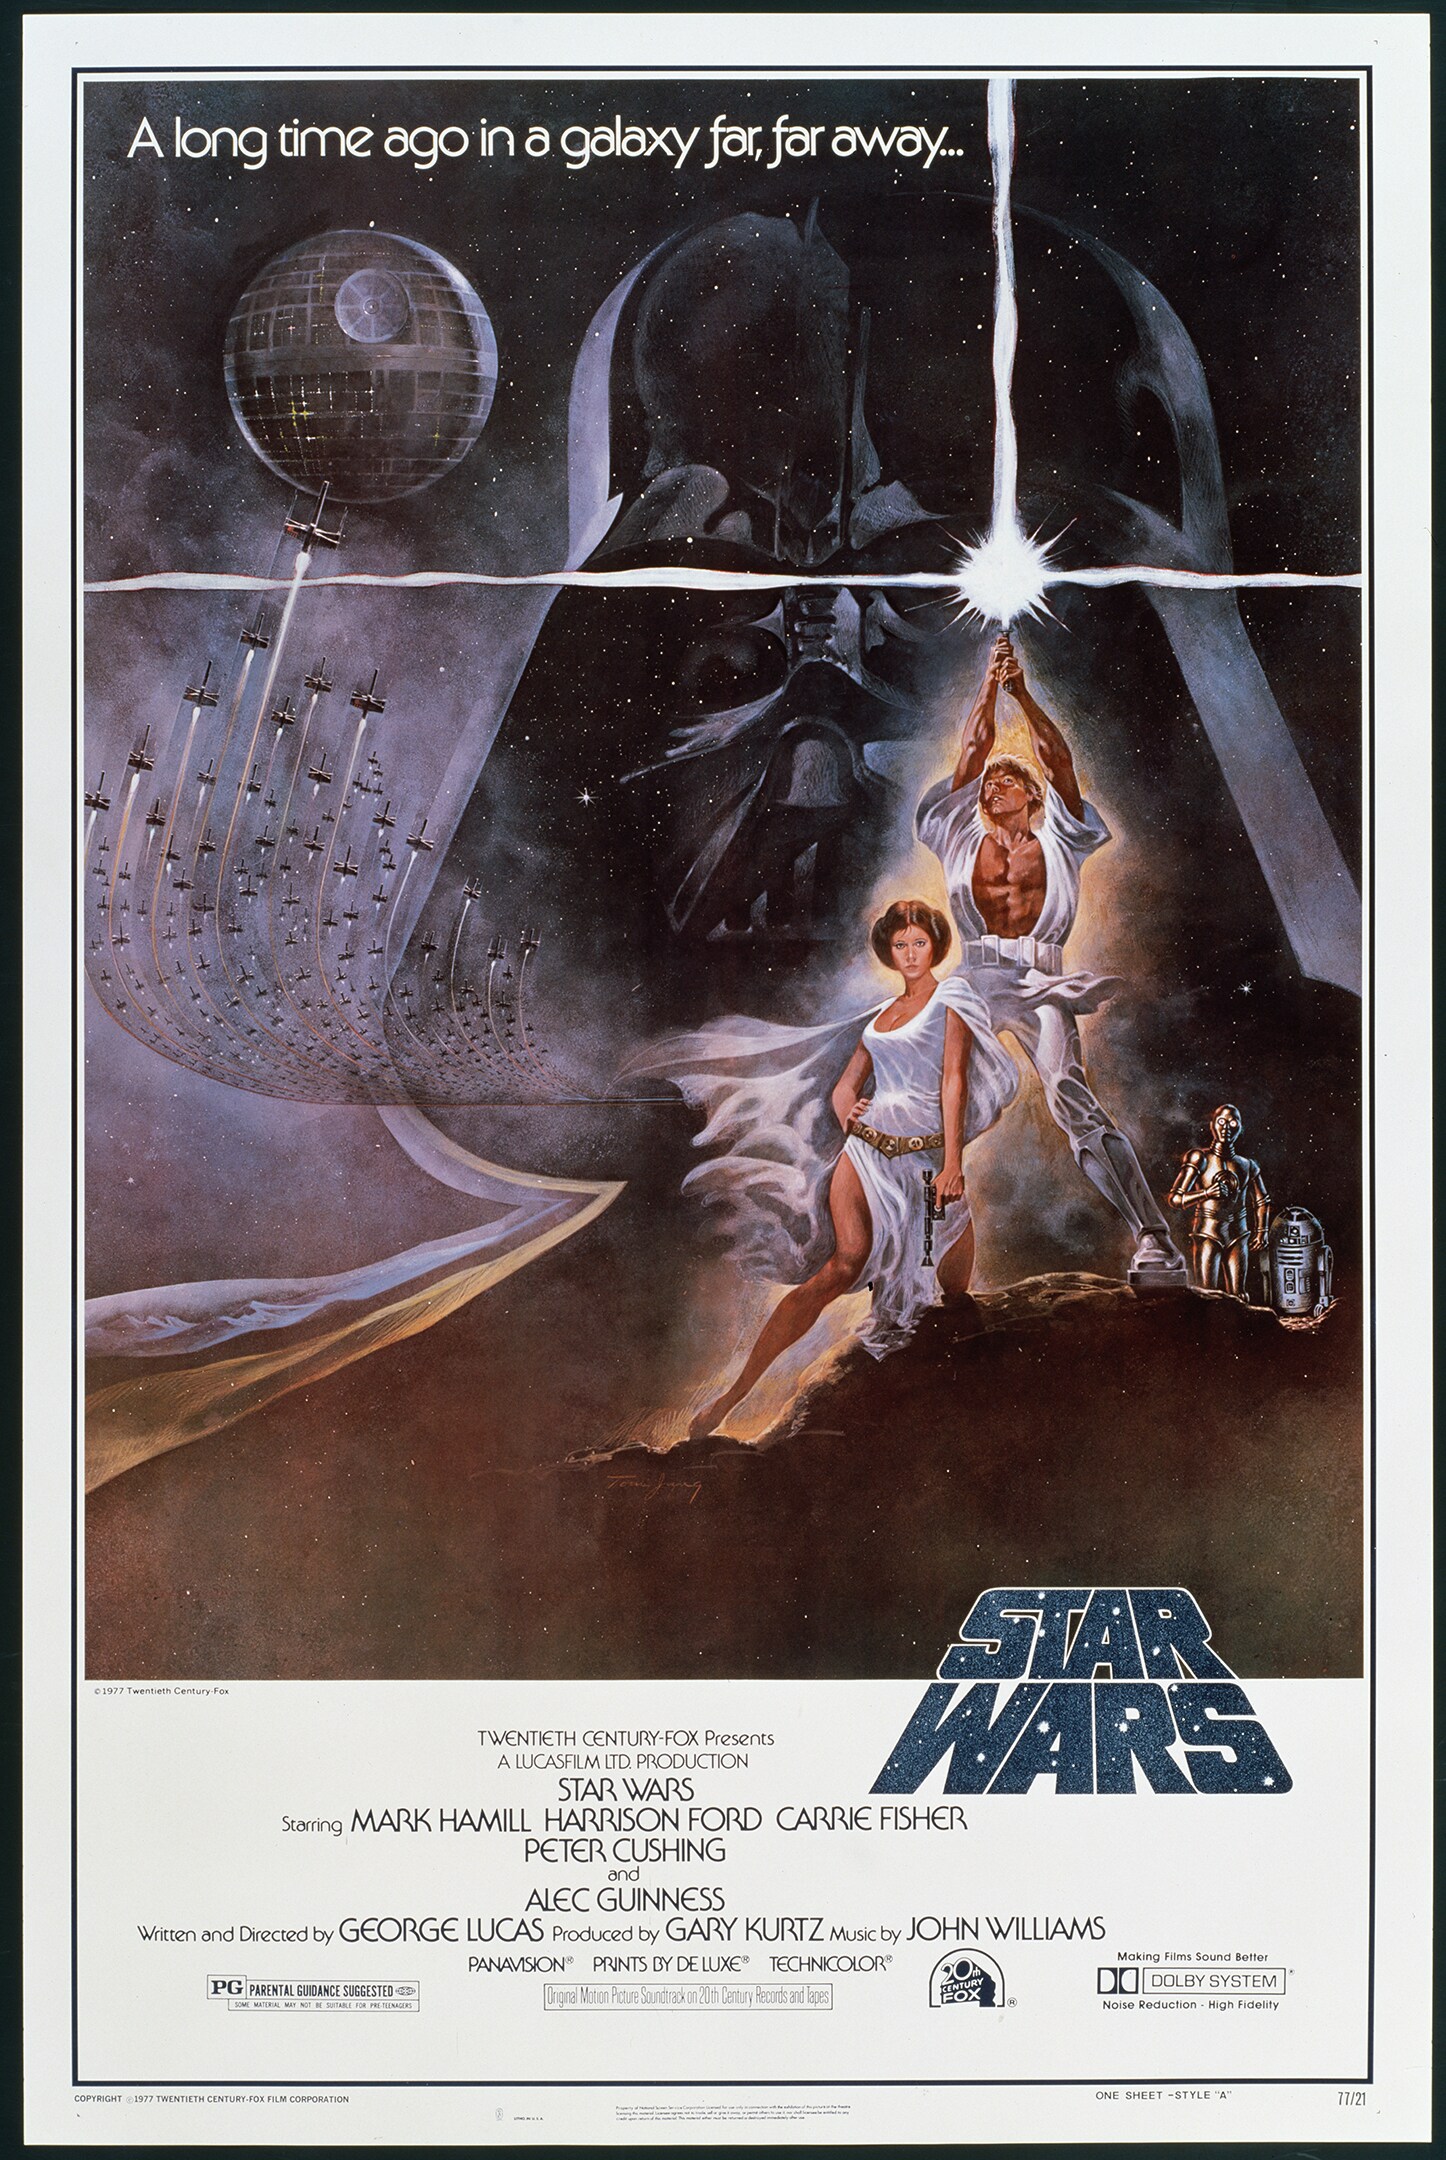 A long time ago in a galaxy far, far away...
Tom Jung
©1977 Twentieth Century-Fox
STAR
WARS
TWENTIETH CENTURY-FOX Presents
A LUCASFILM LTD. PRODUCTION
STAR WARS
Starring MARK HAMILL HARRISON FORD CARRIE FISHER
PETER CUSHING
and
ALEC GUINNESS
Written and Directed by GEORGE LUCAS Produced by GARY KURTZ Music by JOHN WILLIAMS
PANAVISION® PRINTS BY DE LUXE® TECHNICOLOR®
PG PARENTAL GUIDANCE SUGGESTED
SOME MATERIAL MAY NOT BE SUITABLE FOR PRE-TEENAGERS
Original Motion Picture Soundtrack on 20th Century Records and Tapes
20th
CENTURY
FOX ®
Making Films Sound Better
DOLBY SYSTEM ®
Noise Reduction - High Fidelity
COPYRIGHT ©1977 TWENTIETH CENTURY-FOX FILM CORPORATION
ONE SHEET -STYLE "A"
77/21
LITHO. IN U.S.A.